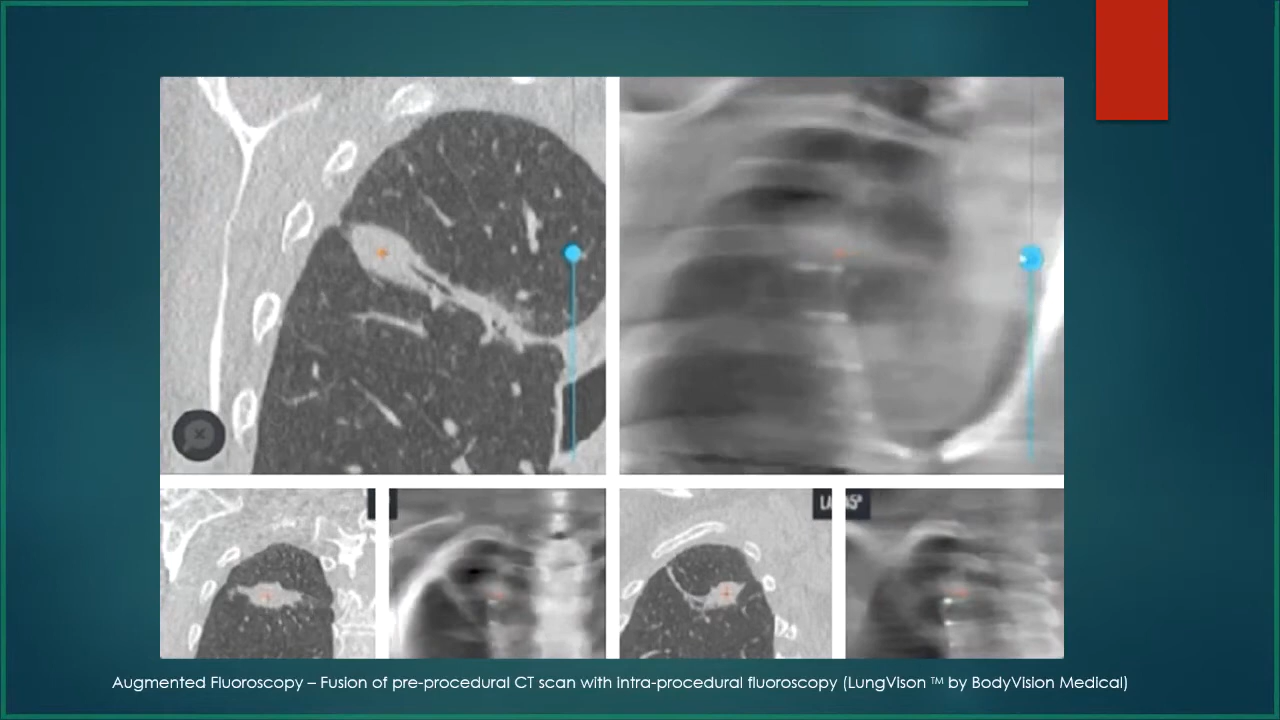 Augmented Fluoroscopy – Fusion of pre-procedural CT scan with intra-procedural fluoroscopy (LungVison ™ by BodyVision Medical)